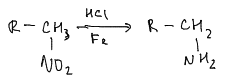 R – CH3 HCl R – CH2
NO2 Fe NH2